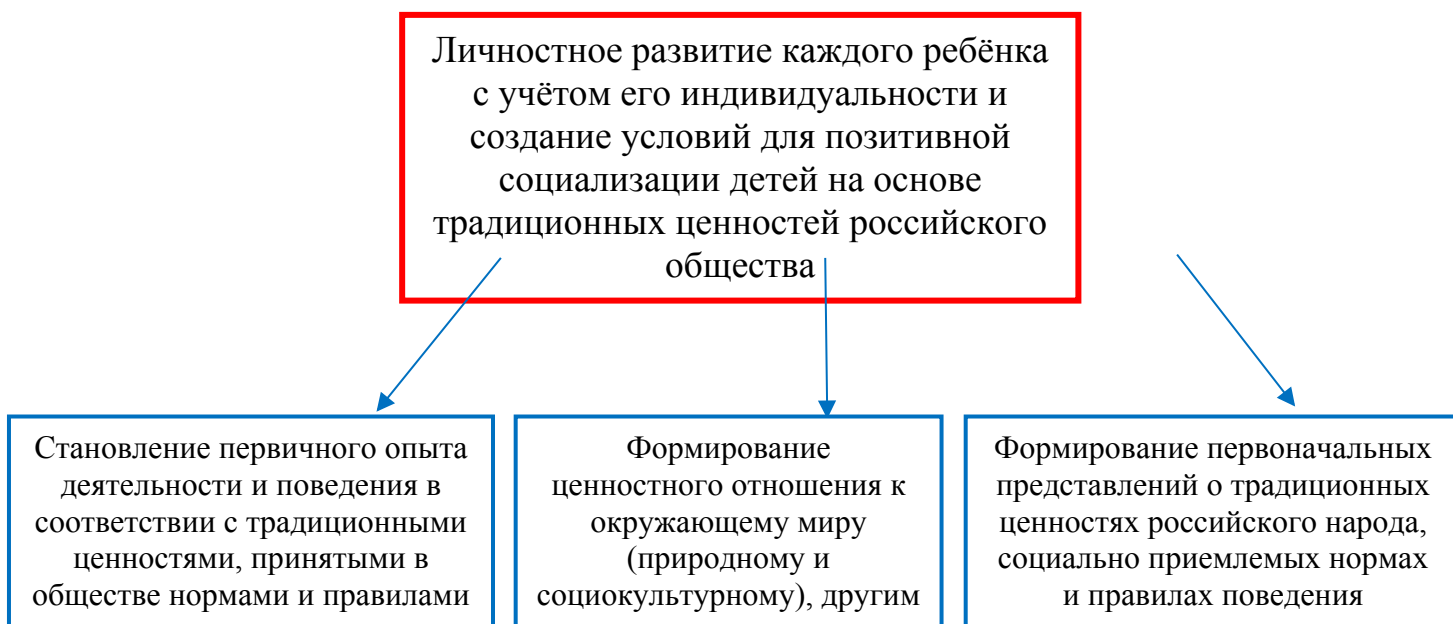 Личностное развитие каждого ребёнка
с учётом его индивидуальности и
создание условий для позитивной
социализации детей на основе
традиционных ценностей российского
общества
Становление первичного опыта
деятельности и поведения в
соответствии с традиционными
ценностями, принятыми в
обществе нормами и правилами
Формирование
ценностного отношения к
окружающему миру
(природному и
социокультурному), другим
Формирование первоначальных
представлений о традиционных
ценностях российского народа,
социально приемлемых нормах
и правилах поведения